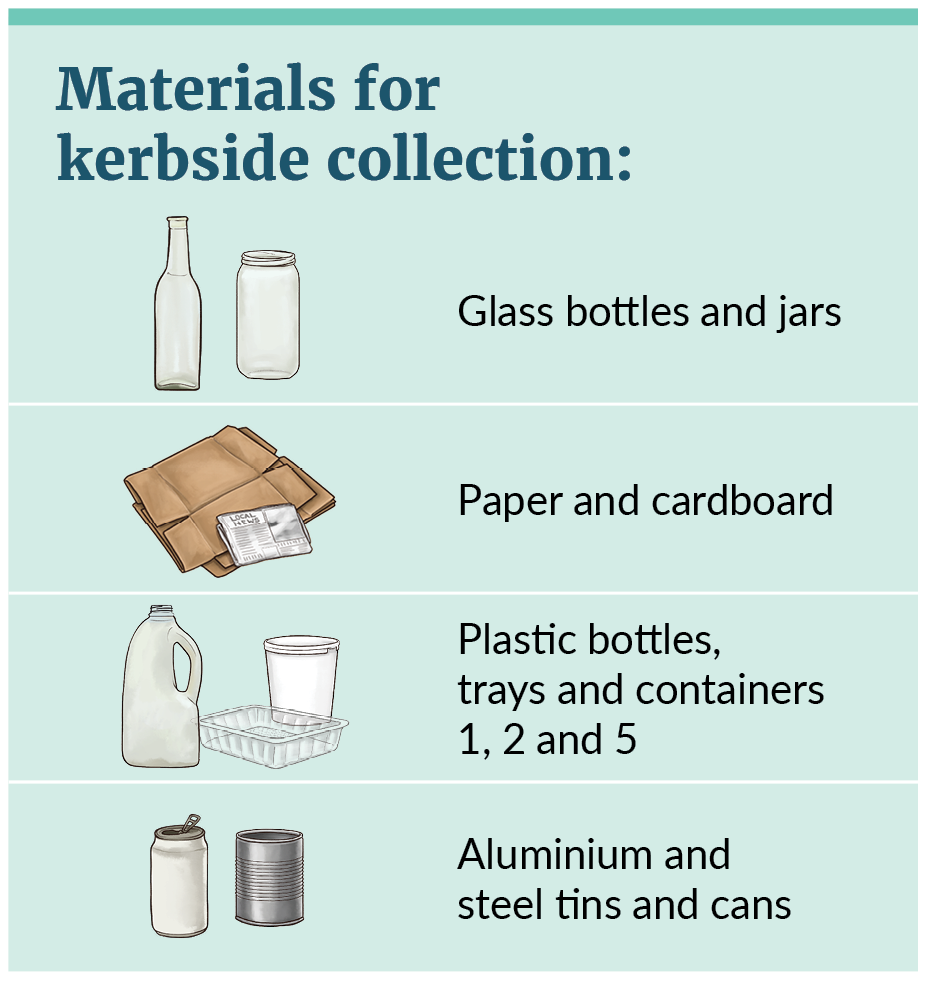 Materials for
kerbside collection:
Glass bottles and jars
LOCAL
NEWS
Paper and cardboard
Plastic bottles,
trays and containers
1, 2 and 5
Aluminium and
steel tins and cans